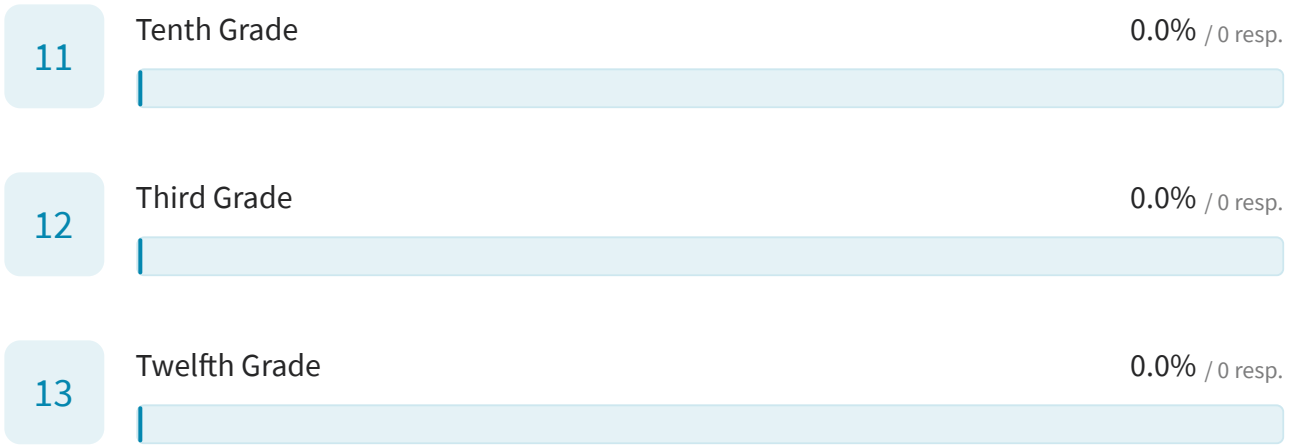 11 Tenth Grade 0.0% / 0 resp.
12 Third Grade 0.0% / 0 resp.
13 Twelfth Grade 0.0% / 0 resp.